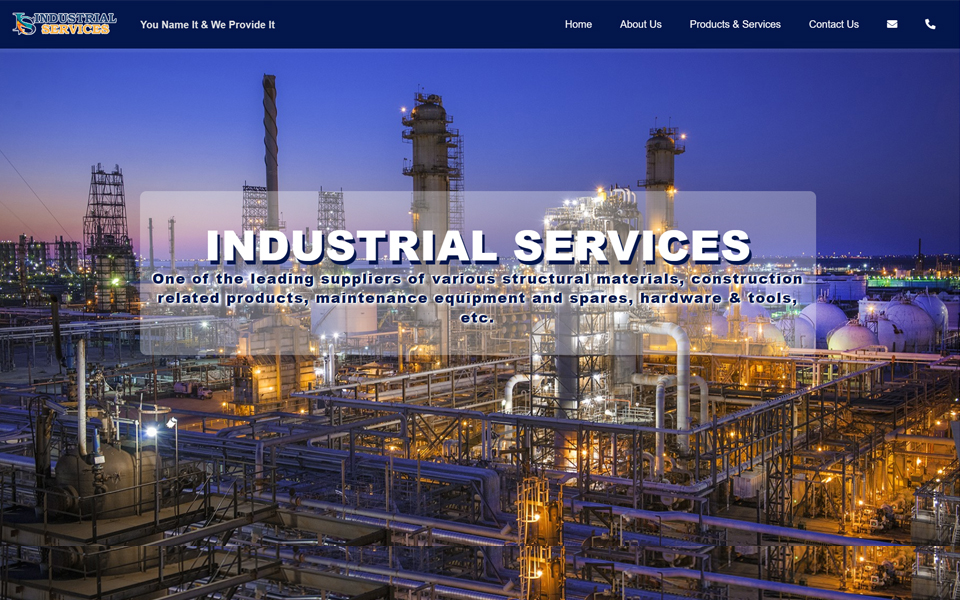 INDUSTRIAL
SERVICES
You Name It & We Provide It
Home
About Us
Products & Services
Contact Us
INDUSTRIAL SERVICES
One of the leading suppliers of various structural materials, construction
related products, maintenance equipment and spares, hardware & tools,
etc.